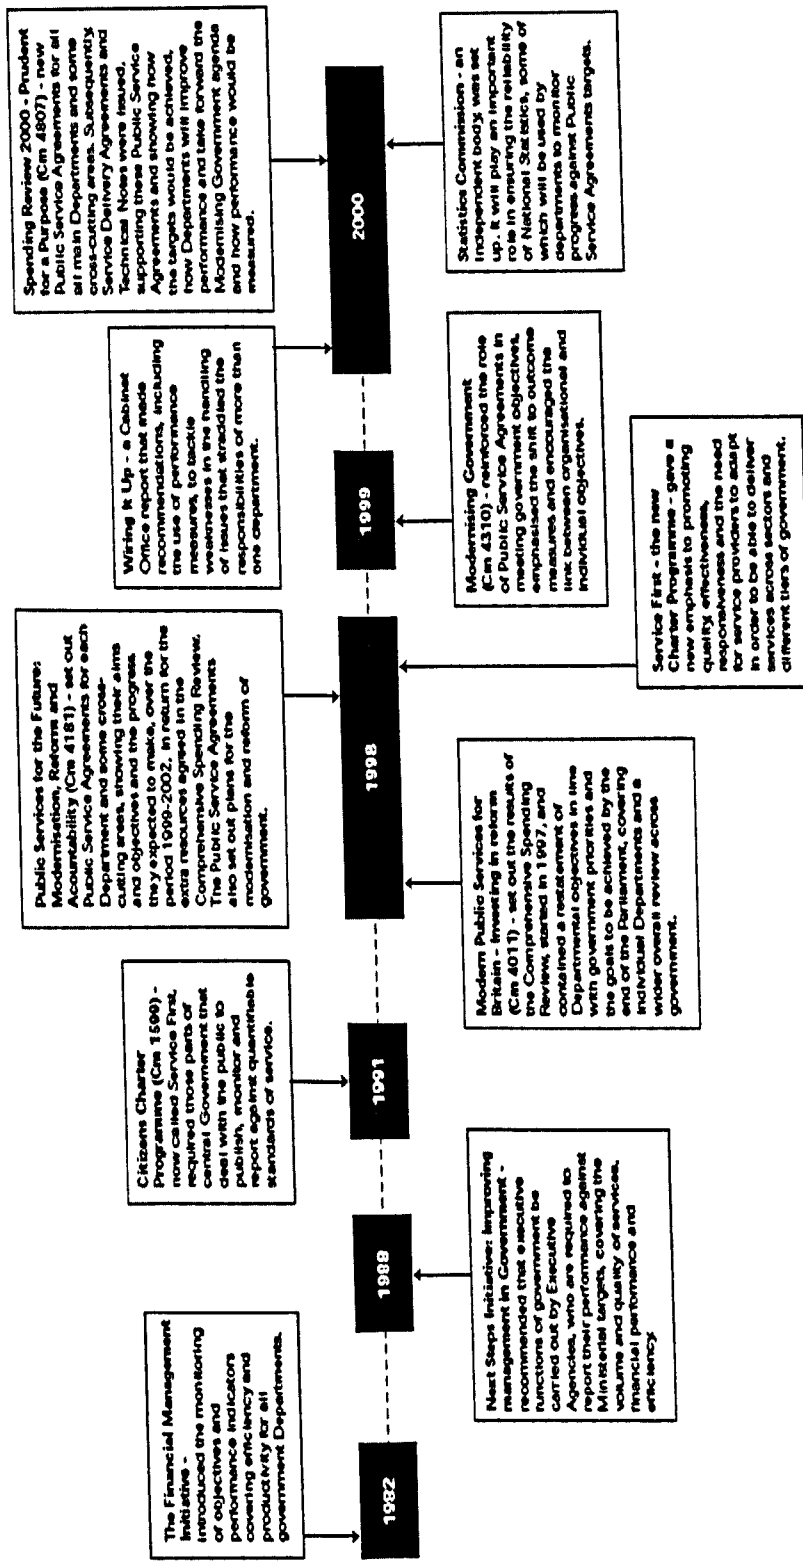 The Financial Management
Initiative -
Introduced the monitoring
of objectives and
performance indicators
covering efficiency and
productivity for all
government Departments.
1982
Next Steps Initiative: Improving
management in Government -
recommended that executive
functions of government be
carried out by Executive
Agencies, who are required to
report their performance against
Ministerial targets, covering the
volume and quality of services,
financial performance and
efficiency.
1988
Citizens Charter
Programme (Cm 1599) -
now called Service First,
required those parts of
central Government that
deal with the public to
publish, monitor and
report against quantifiable
standards of service.
1991
Modern Public Services for
Britain - Investing in reform
(Cm 4011) - set out the results of
the Comprehensive Spending
Review, started in 1997, and
contained a restatement of
Departmental objectives in line
with government priorities and
the goals to be achieved by the
end of the Parliament, covering
individual Departments and a
wider overall review across
government.
Public Services for the Future:
Modernisation, Reform and
Acountability (Cm 4181) - set out
Public Service Agreements for each
Department and some cross-
cutting areas, showing their aims
and objectives and the progress
they expected to make, over the
period 1999-2002. In return for the
extra resources agreed in the
Comprehensive Spending Review.
The Public Service Agreements
also set out plans for the
modernisation and reform of
government.
1998
Service First - the new
Charter Programme - gave a
new emphasis to promoting
quality, effectiveness,
responsiveness and the need
for service providers to adapt
in order to be able to deliver
services across sectors and
different tiers of government.
Modernising Government
(Cm 4310) - reinforced the role
of Public Service Agreements in
meeting government objectives,
emphasised the shift to outcome
measures and encouraged the
link between organisational and
individual objectives.
1999
Wiring It Up - a Cabinet
Office report that made
recommendations, including
the use of performance
measures, to tackle
weaknesses in the handling
of issues that straddled the
responsibilities of more than
one department.
Spending Review 2000 - Prudent
for a Purpose (Cm 4807) - new
Public Service Agreements for all
all main Departments and some
cross-cutting areas. Subsequently,
Service Delivery Agreements and
Technical Notes were issued,
supporting these Public Service
Agreements and showing how
the targets would be achieved,
how Departments will improve
performance and take forward the
Modernising Government agenda
and how performance would be
measured.
2000
Statistics Commission - an
Independent body, was set
up. It will play an important
role in ensuring the reliability
of National Statistics, some of
which will be used by
departments to monitor
progress against Public
Service Agreements targets.